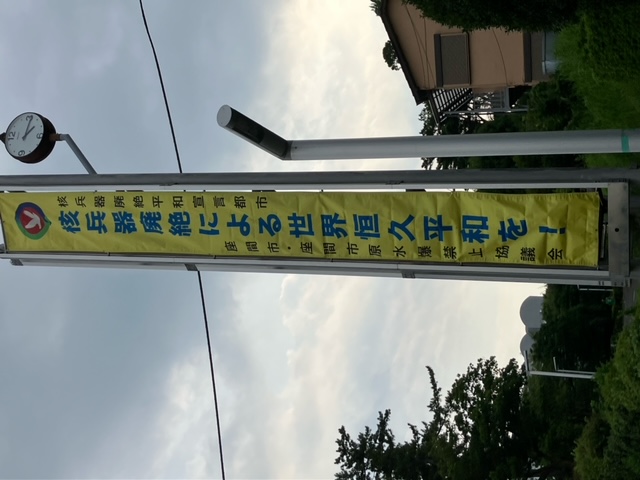 核兵器廃絶平和宣言都市
核兵器廃絶による世界恒久平和を!
座間市・座間市原水爆禁止協議会